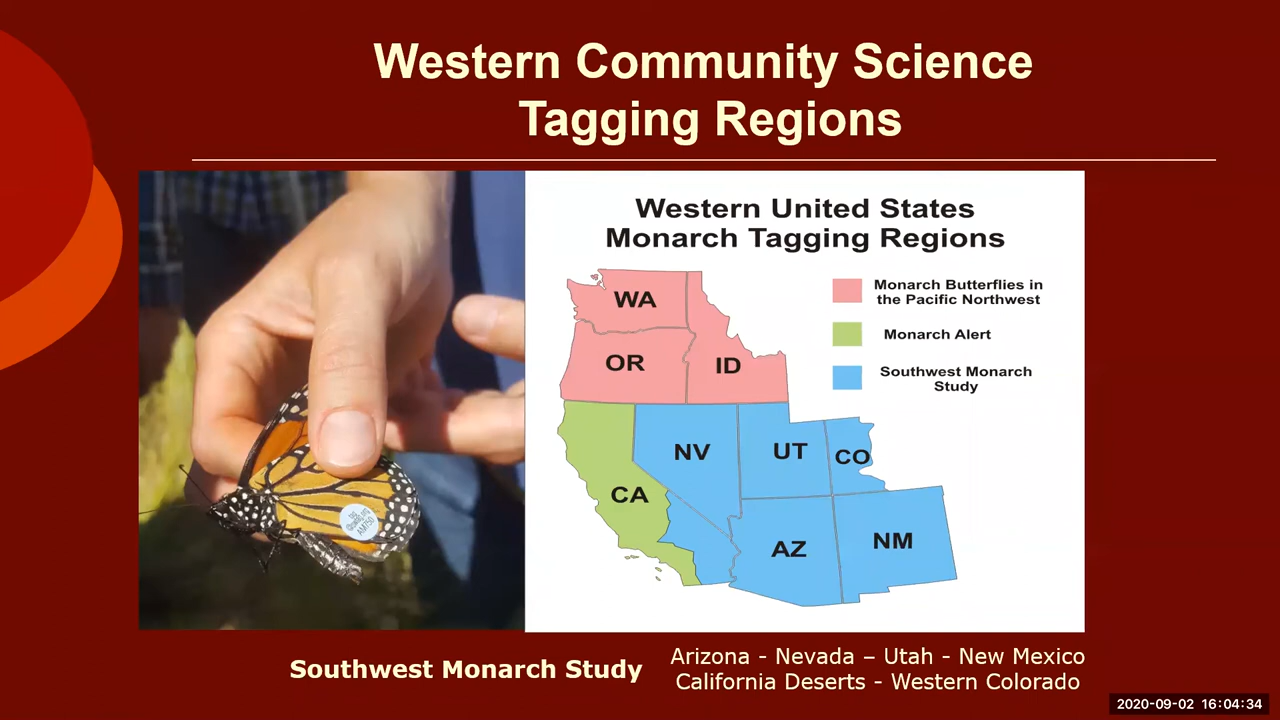 Western Community Science
Tagging Regions
Western United States
Monarch Tagging Regions
WA
OR
ID
NV
UT
CO
CA
AZ
NM
Monarch Butterflies in
the Pacific Northwest
Monarch Alert
Southwest Monarch
Study
Southwest Monarch Study
Arizona - Nevada – Utah - New Mexico
California Deserts - Western Colorado
2020-09-02 16:04:34